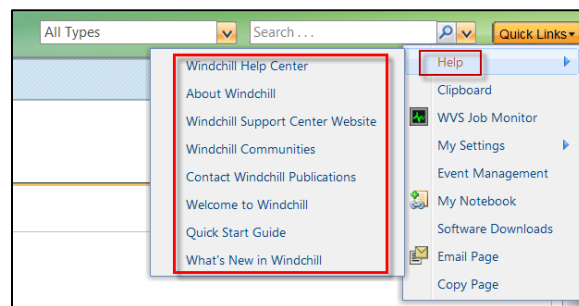 All Types
Search . . .
Quick Links
Help
Clipboard
WVS Job Monitor
My Settings
Event Management
My Notebook
Software Downloads
Email Page
Copy Page
Windchill Help Center
About Windchill
Windchill Support Center Website
Windchill Communities
Contact Windchill Publications
Welcome to Windchill
Quick Start Guide
What's New in Windchill